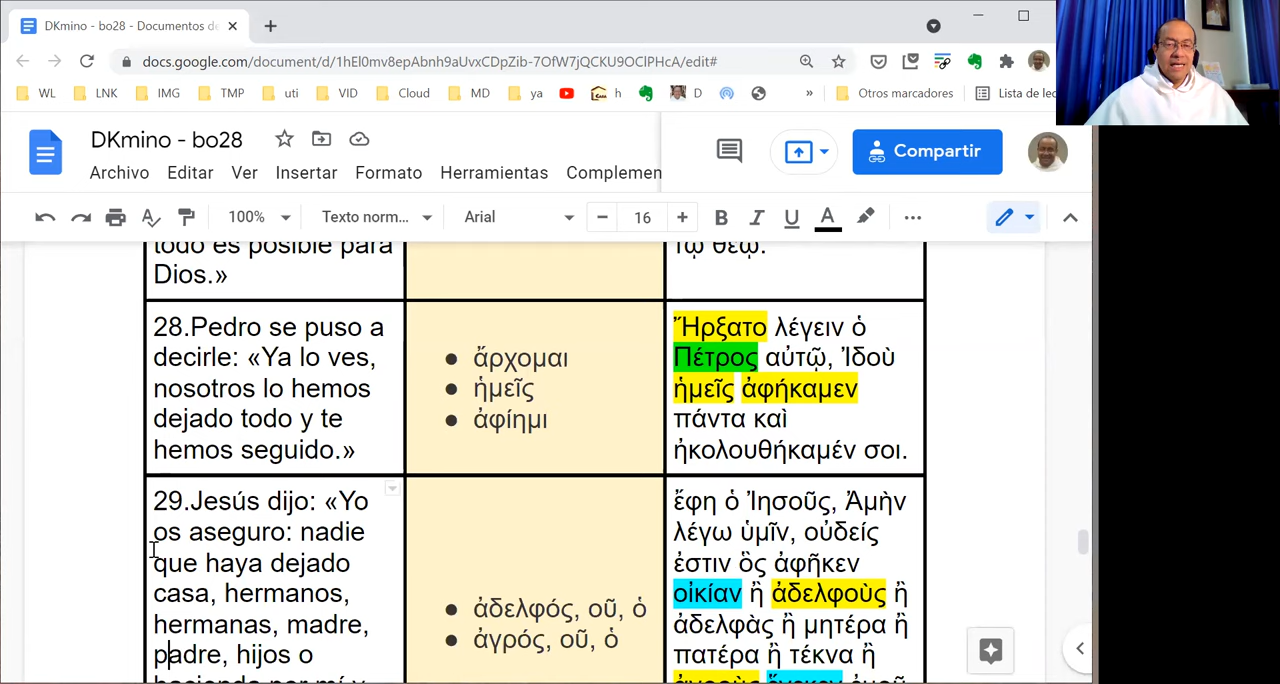 DKmino - bo28 - Documentos de
docs.google.com/document/d/1hEl0mv8epAbnh9aUvxCDpZib-7OfW7jQCKU9OClPHcA/edit#
WL LNK IMG TMP uti VID Cloud MD ya h D » Otros marcadores Lista de lec
DKmino - bo28
Compartir
Archivo Editar Ver Insertar Formato Herramientas Complemen
100% Texto norm... Arial − 16 + B I U A
todo es posible para
Dios.»
τῷ θεῷ.
28.Pedro se puso a
decirle: «Ya lo ves,
nosotros lo hemos
dejado todo y te
hemos seguido.»
● ἄρχομαι
● ἡμεῖς
● ἀφίημι
Ἤρξατο λέγειν ὁ
Πέτρος αὐτῷ, Ἰδοὺ
ἡμεῖς ἀφήκαμεν
πάντα καὶ
ἠκολουθήκαμέν σοι.
29.Jesús dijo: «Yo
os aseguro: nadie
que haya dejado
casa, hermanos,
hermanas, madre,
padre, hijos o
hacienda por mí y
● ἀδελφός, οῦ, ὁ
● ἀγρός, οῦ, ὁ
ἔφη ὁ Ἰησοῦς, Ἀμὴν
λέγω ὑμῖν, οὐδείς
ἐστιν ὃς ἀφῆκεν
οἰκίαν ἢ ἀδελφοὺς ἢ
ἀδελφὰς ἢ μητέρα ἢ
πατέρα ἢ τέκνα ἢ
ἀγροὺς ἕνεκεν ἐμοῦ